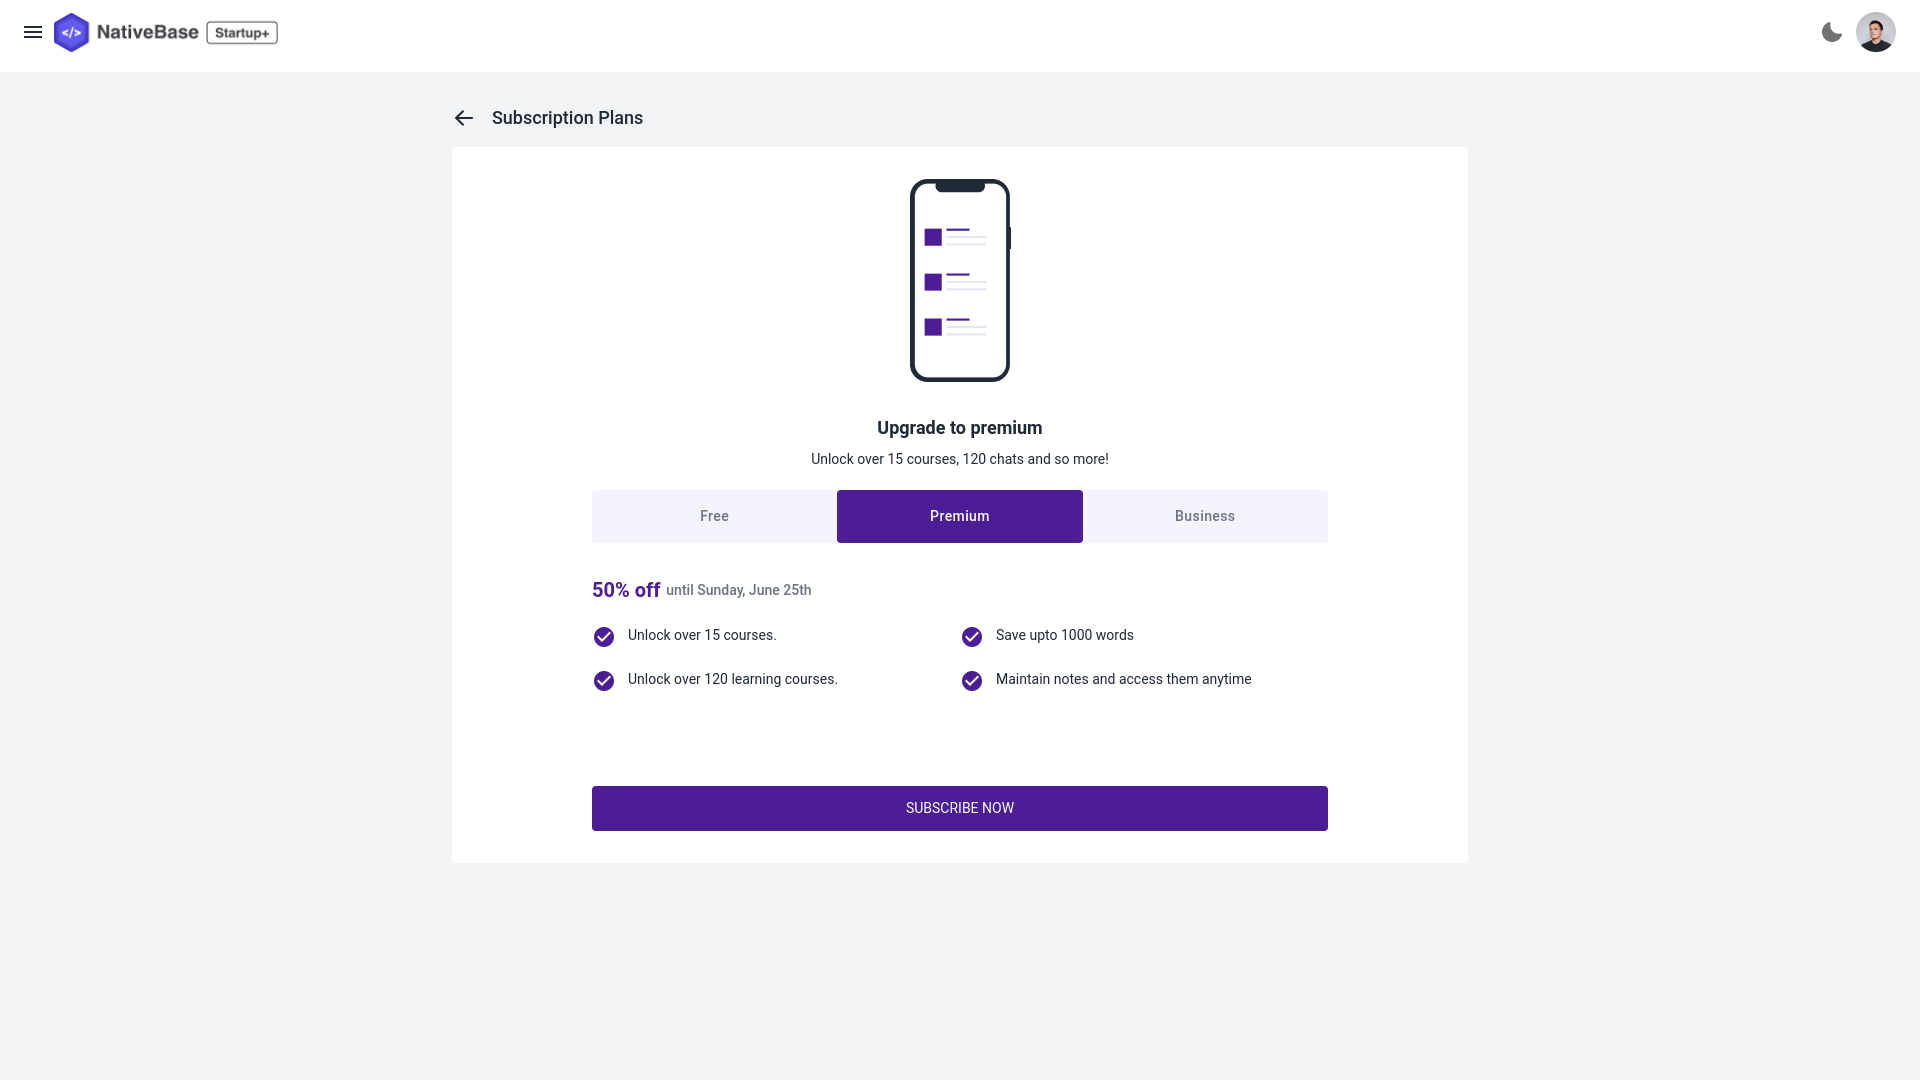 </> NativeBase Startup+
Subscription Plans
Upgrade to premium
Unlock over 15 courses, 120 chats and so more!
Free Premium Business
50% off until Sunday, June 25th
Unlock over 15 courses. Save upto 1000 words
Unlock over 120 learning courses. Maintain notes and access them anytime
SUBSCRIBE NOW